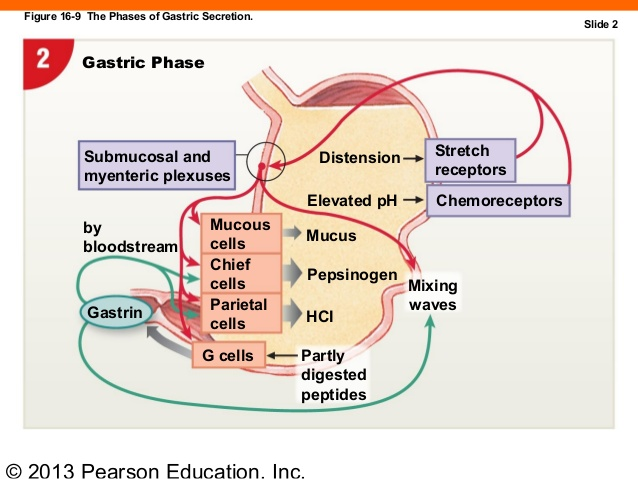 Figure 16-9 The Phases of Gastric Secretion.
Slide 2
2
Gastric Phase
Submucosal and
myenteric plexuses
Distension
Stretch
receptors
Elevated pH
Chemoreceptors
by
bloodstream
Mucous
cells
Mucus
Chief
cells
Pepsinogen
Mixing
waves
Gastrin
Parietal
cells
HCl
G cells
Partly
digested
peptides
© 2013 Pearson Education, Inc.